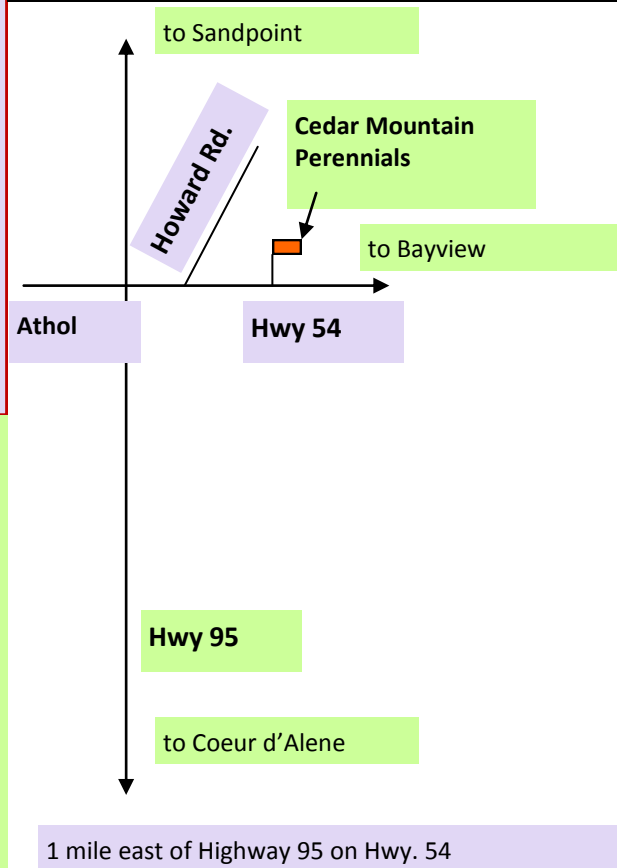 to Sandpoint
Howard Rd.
Cedar Mountain
Perennials
to Bayview
Athol
Hwy 54
Hwy 95
to Coeur d’Alene
1 mile east of Highway 95 on Hwy. 54